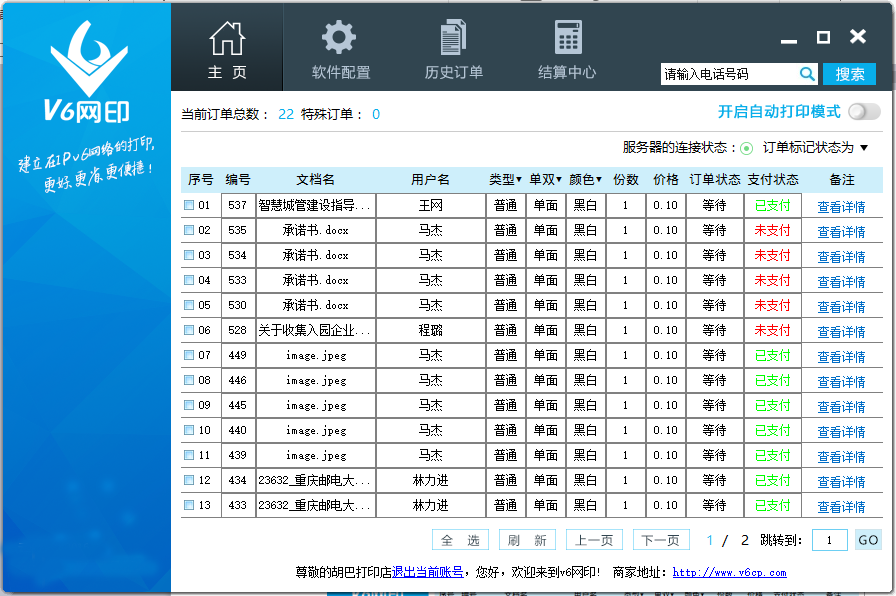 V6网印
建立在IPv6网络的打印,
更好.更省.更便捷!
主 页
软件配置
历史订单
结算中心
请输入电话号码
搜索
当前订单总数： 22 特殊订单： 0
开启自动打印模式
服务器的连接状态： 订单标记状态为 ▼
序号 编号 文档名 用户名 类型▼ 单双▼ 颜色▼ 份数 价格 订单状态 支付状态 备注
01 537 智慧城管建设指导... 王网 普通 单面 黑白 1 0.10 等待 已支付 查看详情
02 535 承诺书.docx 马杰 普通 单面 黑白 1 0.10 等待 未支付 查看详情
03 534 承诺书.docx 马杰 普通 单面 黑白 1 0.10 等待 未支付 查看详情
04 533 承诺书.docx 马杰 普通 单面 黑白 1 0.10 等待 未支付 查看详情
05 530 承诺书.docx 马杰 普通 单面 黑白 1 0.10 等待 未支付 查看详情
06 528 关于收集入园企业... 程璐 普通 单面 黑白 1 0.10 等待 未支付 查看详情
07 449 image.jpeg 马杰 普通 单面 黑白 1 0.10 等待 已支付 查看详情
08 446 image.jpeg 马杰 普通 单面 黑白 1 0.10 等待 已支付 查看详情
09 445 image.jpeg 马杰 普通 单面 黑白 1 0.10 等待 已支付 查看详情
10 440 image.jpeg 马杰 普通 单面 黑白 1 0.10 等待 已支付 查看详情
11 439 image.jpeg 马杰 普通 单面 黑白 1 0.10 等待 已支付 查看详情
12 434 23632_重庆邮电大... 林力进 普通 单面 黑白 1 0.10 等待 已支付 查看详情
13 433 23632_重庆邮电大... 林力进 普通 单面 黑白 1 0.10 等待 已支付 查看详情
全 选 刷 新 上一页 下一页 1 / 2 跳转到: 1 GO
尊敬的胡巴打印店退出当前账号，您好，欢迎来到v6网印! 商家地址: http://www.v6cp.com